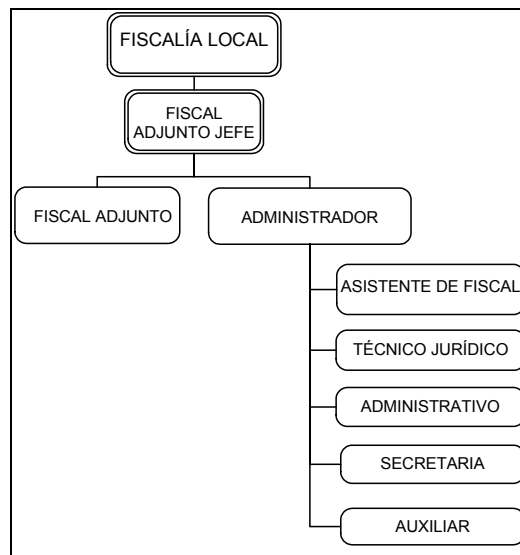 FISCALÍA LOCAL
FISCAL
ADJUNTO JEFE
FISCAL ADJUNTO
ADMINISTRADOR
ASISTENTE DE FISCAL
TÉCNICO JURÍDICO
ADMINISTRATIVO
SECRETARIA
AUXILIAR